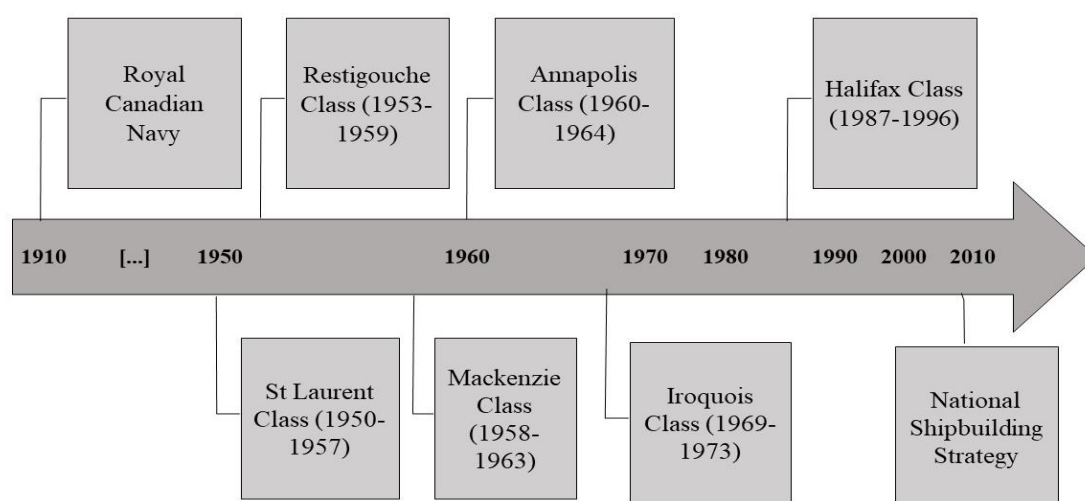 Royal
Canadian
Navy
Restigouche
Class (1953-
1959)
Annapolis
Class (1960-
1964)
Halifax Class
(1987-1996)
1910 [...] 1950 1960 1970 1980 1990 2000 2010
St Laurent
Class (1950-
1957)
Mackenzie
Class
(1958-
1963)
Iroquois
Class (1969-
1973)
National
Shipbuilding
Strategy